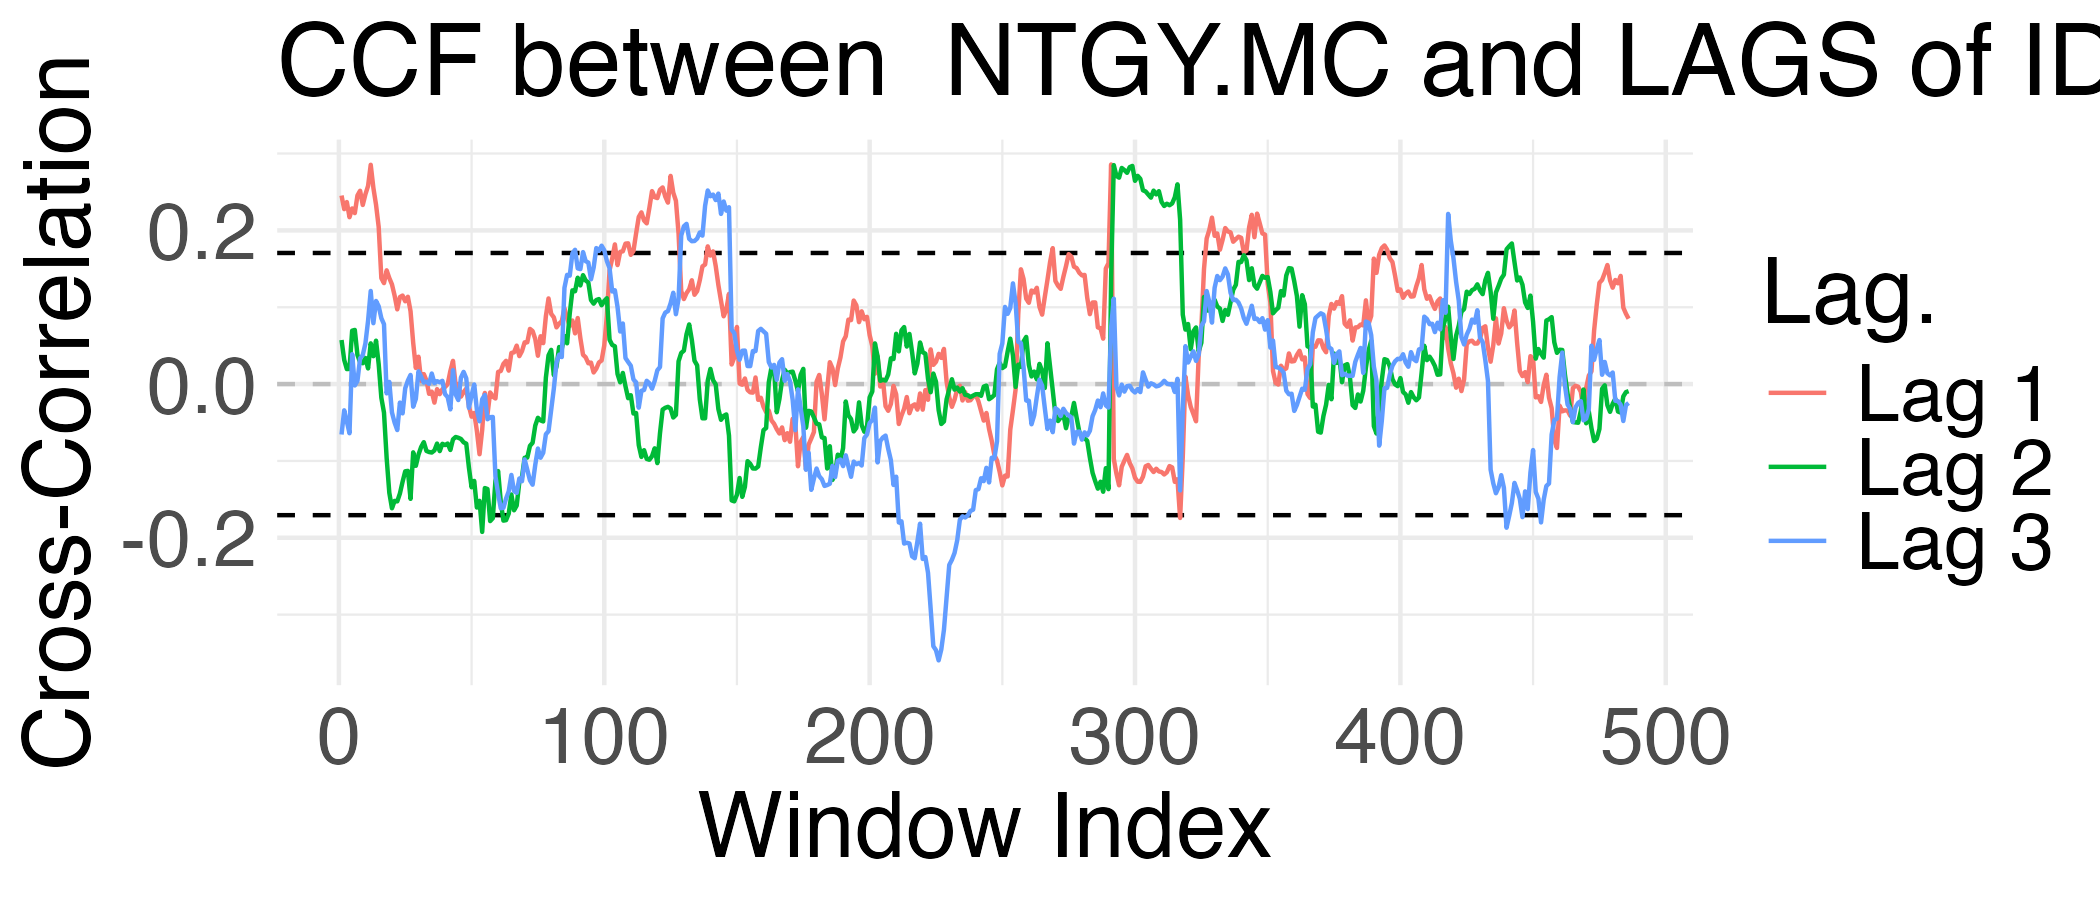 CCF between  NTGY.MC and LAGS of ID
Cross-Correlation
0.2
0.0
-0.2
0 100 200 300 400 500
Window Index
Lag.
Lag 1
Lag 2
Lag 3